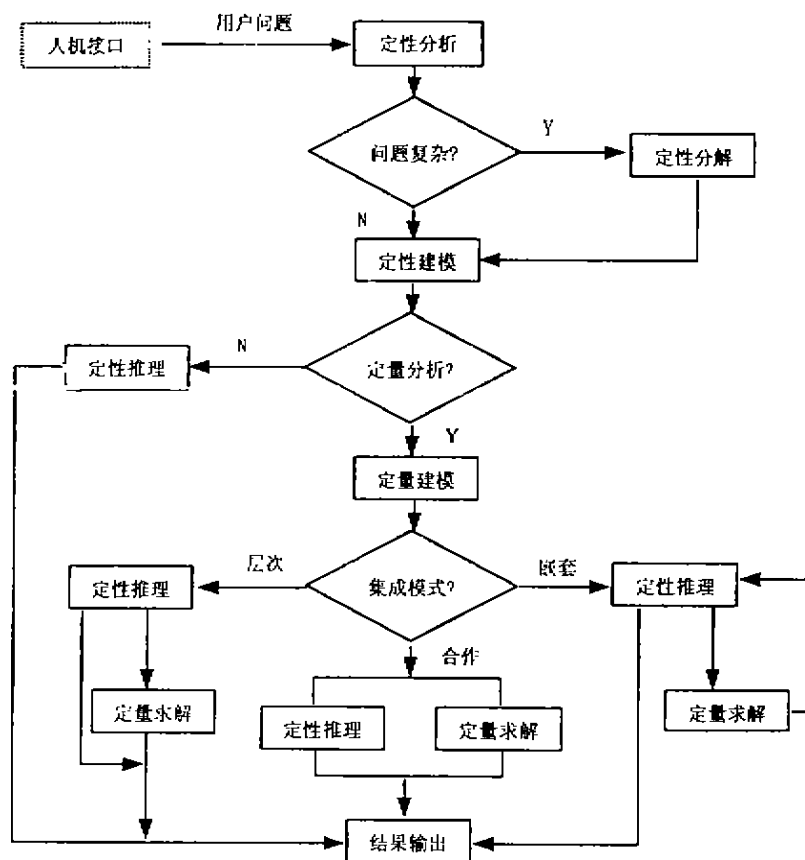 用户问题
人机接口
定性分析
Y
问题复杂?
定性分解
N
定性建模
N
定性推理
定量分析?
Y
定量建模
层次
嵌套
定性推理
集成模式?
定性推理
合作
定量求解
定性推理
定量求解
定量求解
结果输出